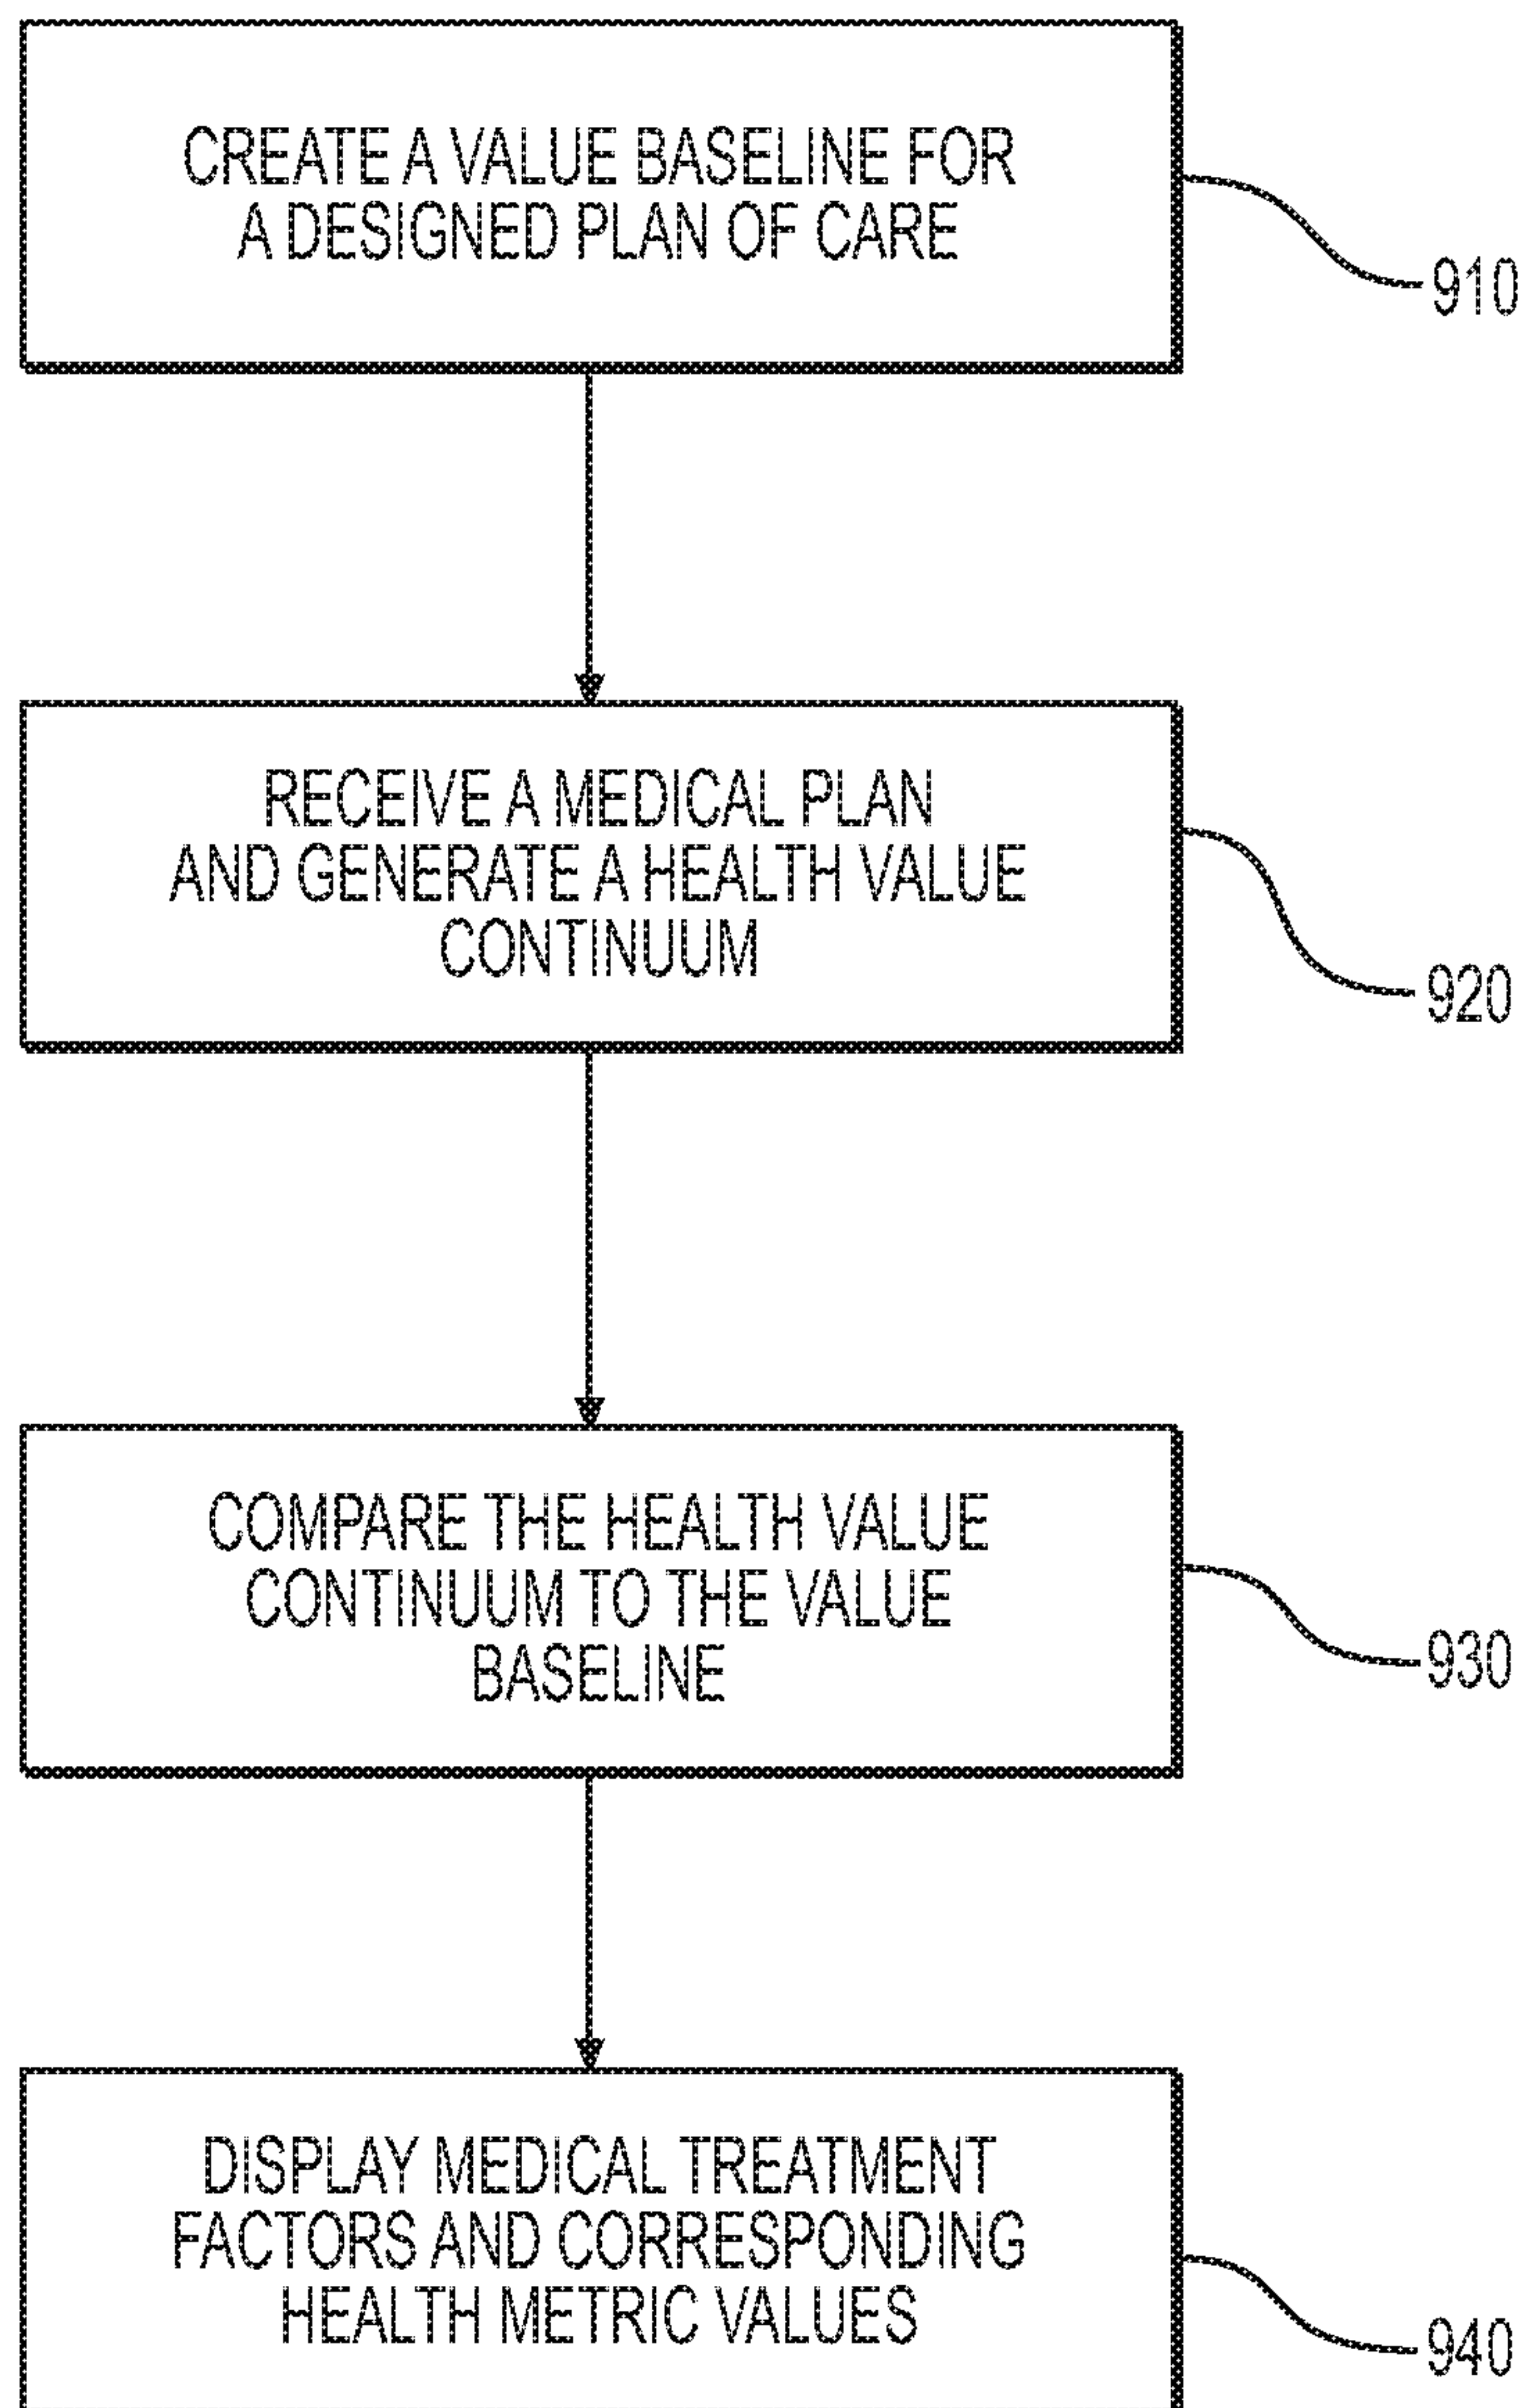 CREATE A VALUE BASELINE FOR
A DESIGNED PLAN OF CARE
910
RECEIVE A MEDICAL PLAN
AND GENERATE A HEALTH VALUE
CONTINUUM
920
COMPARE THE HEALTH VALUE
CONTINUUM TO THE VALUE
BASELINE
930
DISPLAY MEDICAL TREATMENT
FACTORS AND CORRESPONDING
HEALTH METRIC VALUES
940